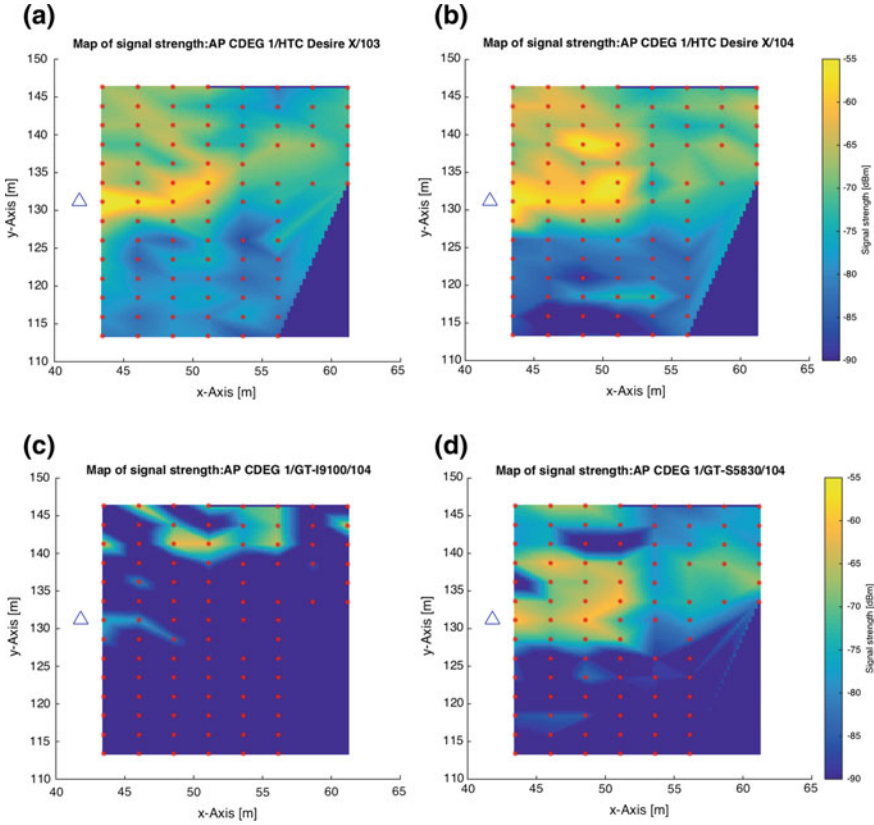 (a)
Map of signal strength:AP CDEG 1/HTC Desire X/103
150
145
140
135
130
125
120
115
110
y-Axis [m]
40 45 50 55 60 65
x-Axis [m]
(b)
Map of signal strength:AP CDEG 1/HTC Desire X/104
150
145
140
135
130
125
120
115
110
y-Axis [m]
40 45 50 55 60 65
x-Axis [m]
-55
-60
-65
-70
-75
-80
-85
-90
Signal strength [dBm]
(c)
Map of signal strength:AP CDEG 1/GT-I9100/104
150
145
140
135
130
125
120
115
110
y-Axis [m]
40 45 50 55 60 65
x-Axis [m]
(d)
Map of signal strength:AP CDEG 1/GT-S5830/104
150
145
140
135
130
125
120
115
110
y-Axis [m]
40 45 50 55 60 65
x-Axis [m]
-55
-60
-65
-70
-75
-80
-85
-90
Signal strength [dBm]